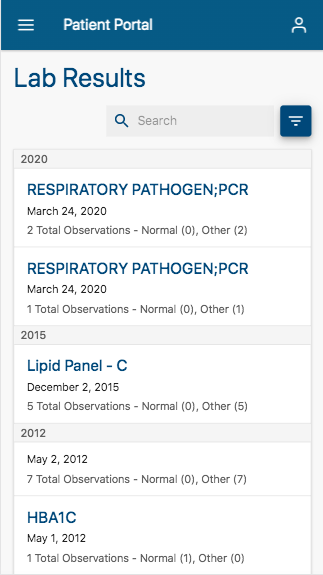 Patient Portal
Lab Results
Search
2020
RESPIRATORY PATHOGEN;PCR
March 24, 2020
2 Total Observations - Normal (0), Other (2)
RESPIRATORY PATHOGEN;PCR
March 24, 2020
1 Total Observations - Normal (0), Other (1)
2015
Lipid Panel - C
December 2, 2015
5 Total Observations - Normal (0), Other (5)
2012
May 2, 2012
7 Total Observations - Normal (0), Other (7)
HBA1C
May 1, 2012
1 Total Observations - Normal (1), Other (0)